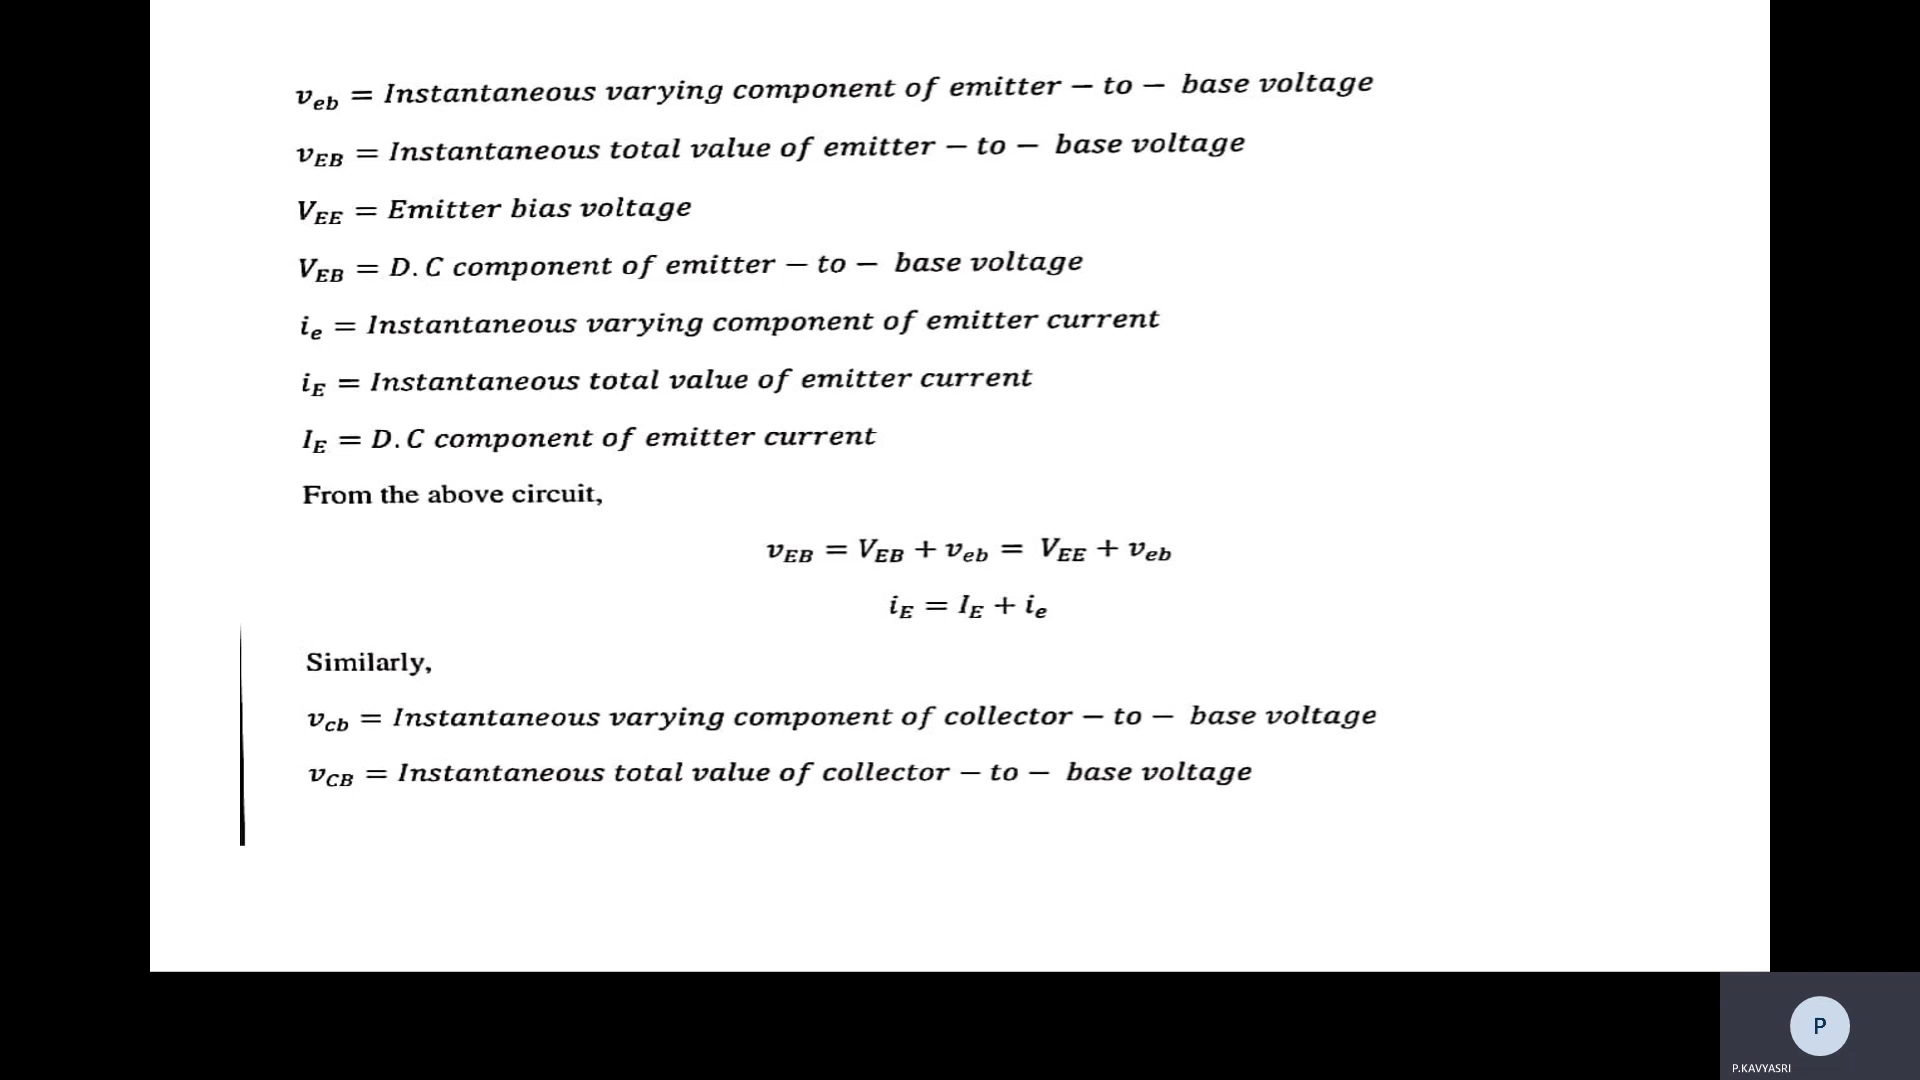 v_eb = Instantaneous varying component of emitter − to − base voltage
v_EB = Instantaneous total value of emitter − to − base voltage
V_EE = Emitter bias voltage
V_EB = D.C component of emitter − to − base voltage
i_e = Instantaneous varying component of emitter current
i_E = Instantaneous total value of emitter current
I_E = D.C component of emitter current
From the above circuit,
v_EB = V_EB + v_eb = V_EE + v_eb
i_E = I_E + i_e
Similarly,
v_cb = Instantaneous varying component of collector − to − base voltage
v_CB = Instantaneous total value of collector − to − base voltage
P
P.KAVYASRI